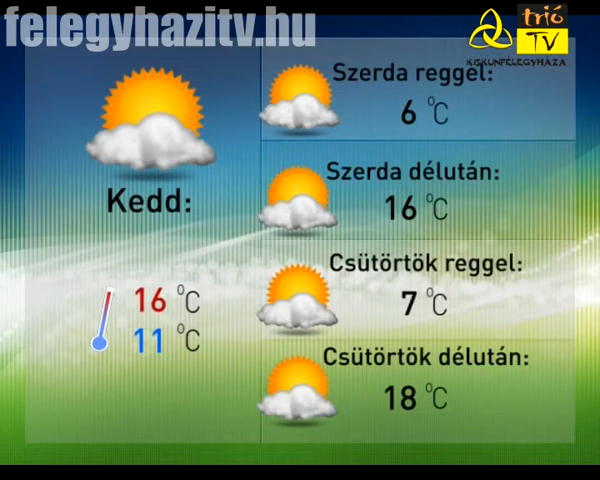 felegyhazitv.hu
trió
TV
KISKUNFÉLEGYHÁZA
Kedd:
16 °C
11 °C
Szerda reggel:
6 °C
Szerda délután:
16 °C
Csütörtök reggel:
7 °C
Csütörtök délután:
18 °C